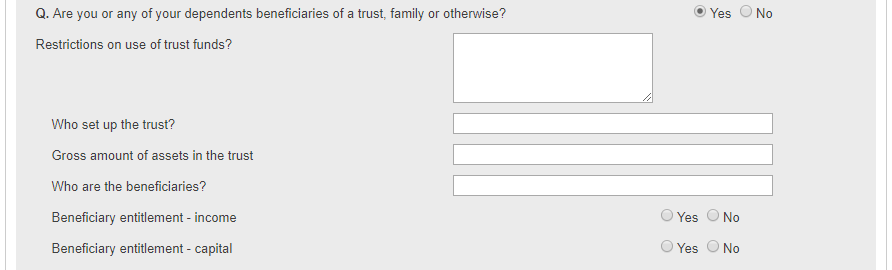 Q. Are you or any of your dependents beneficiaries of a trust, family or otherwise? Yes No
Restrictions on use of trust funds?
Who set up the trust?
Gross amount of assets in the trust
Who are the beneficiaries?
Beneficiary entitlement - income Yes No
Beneficiary entitlement - capital Yes No